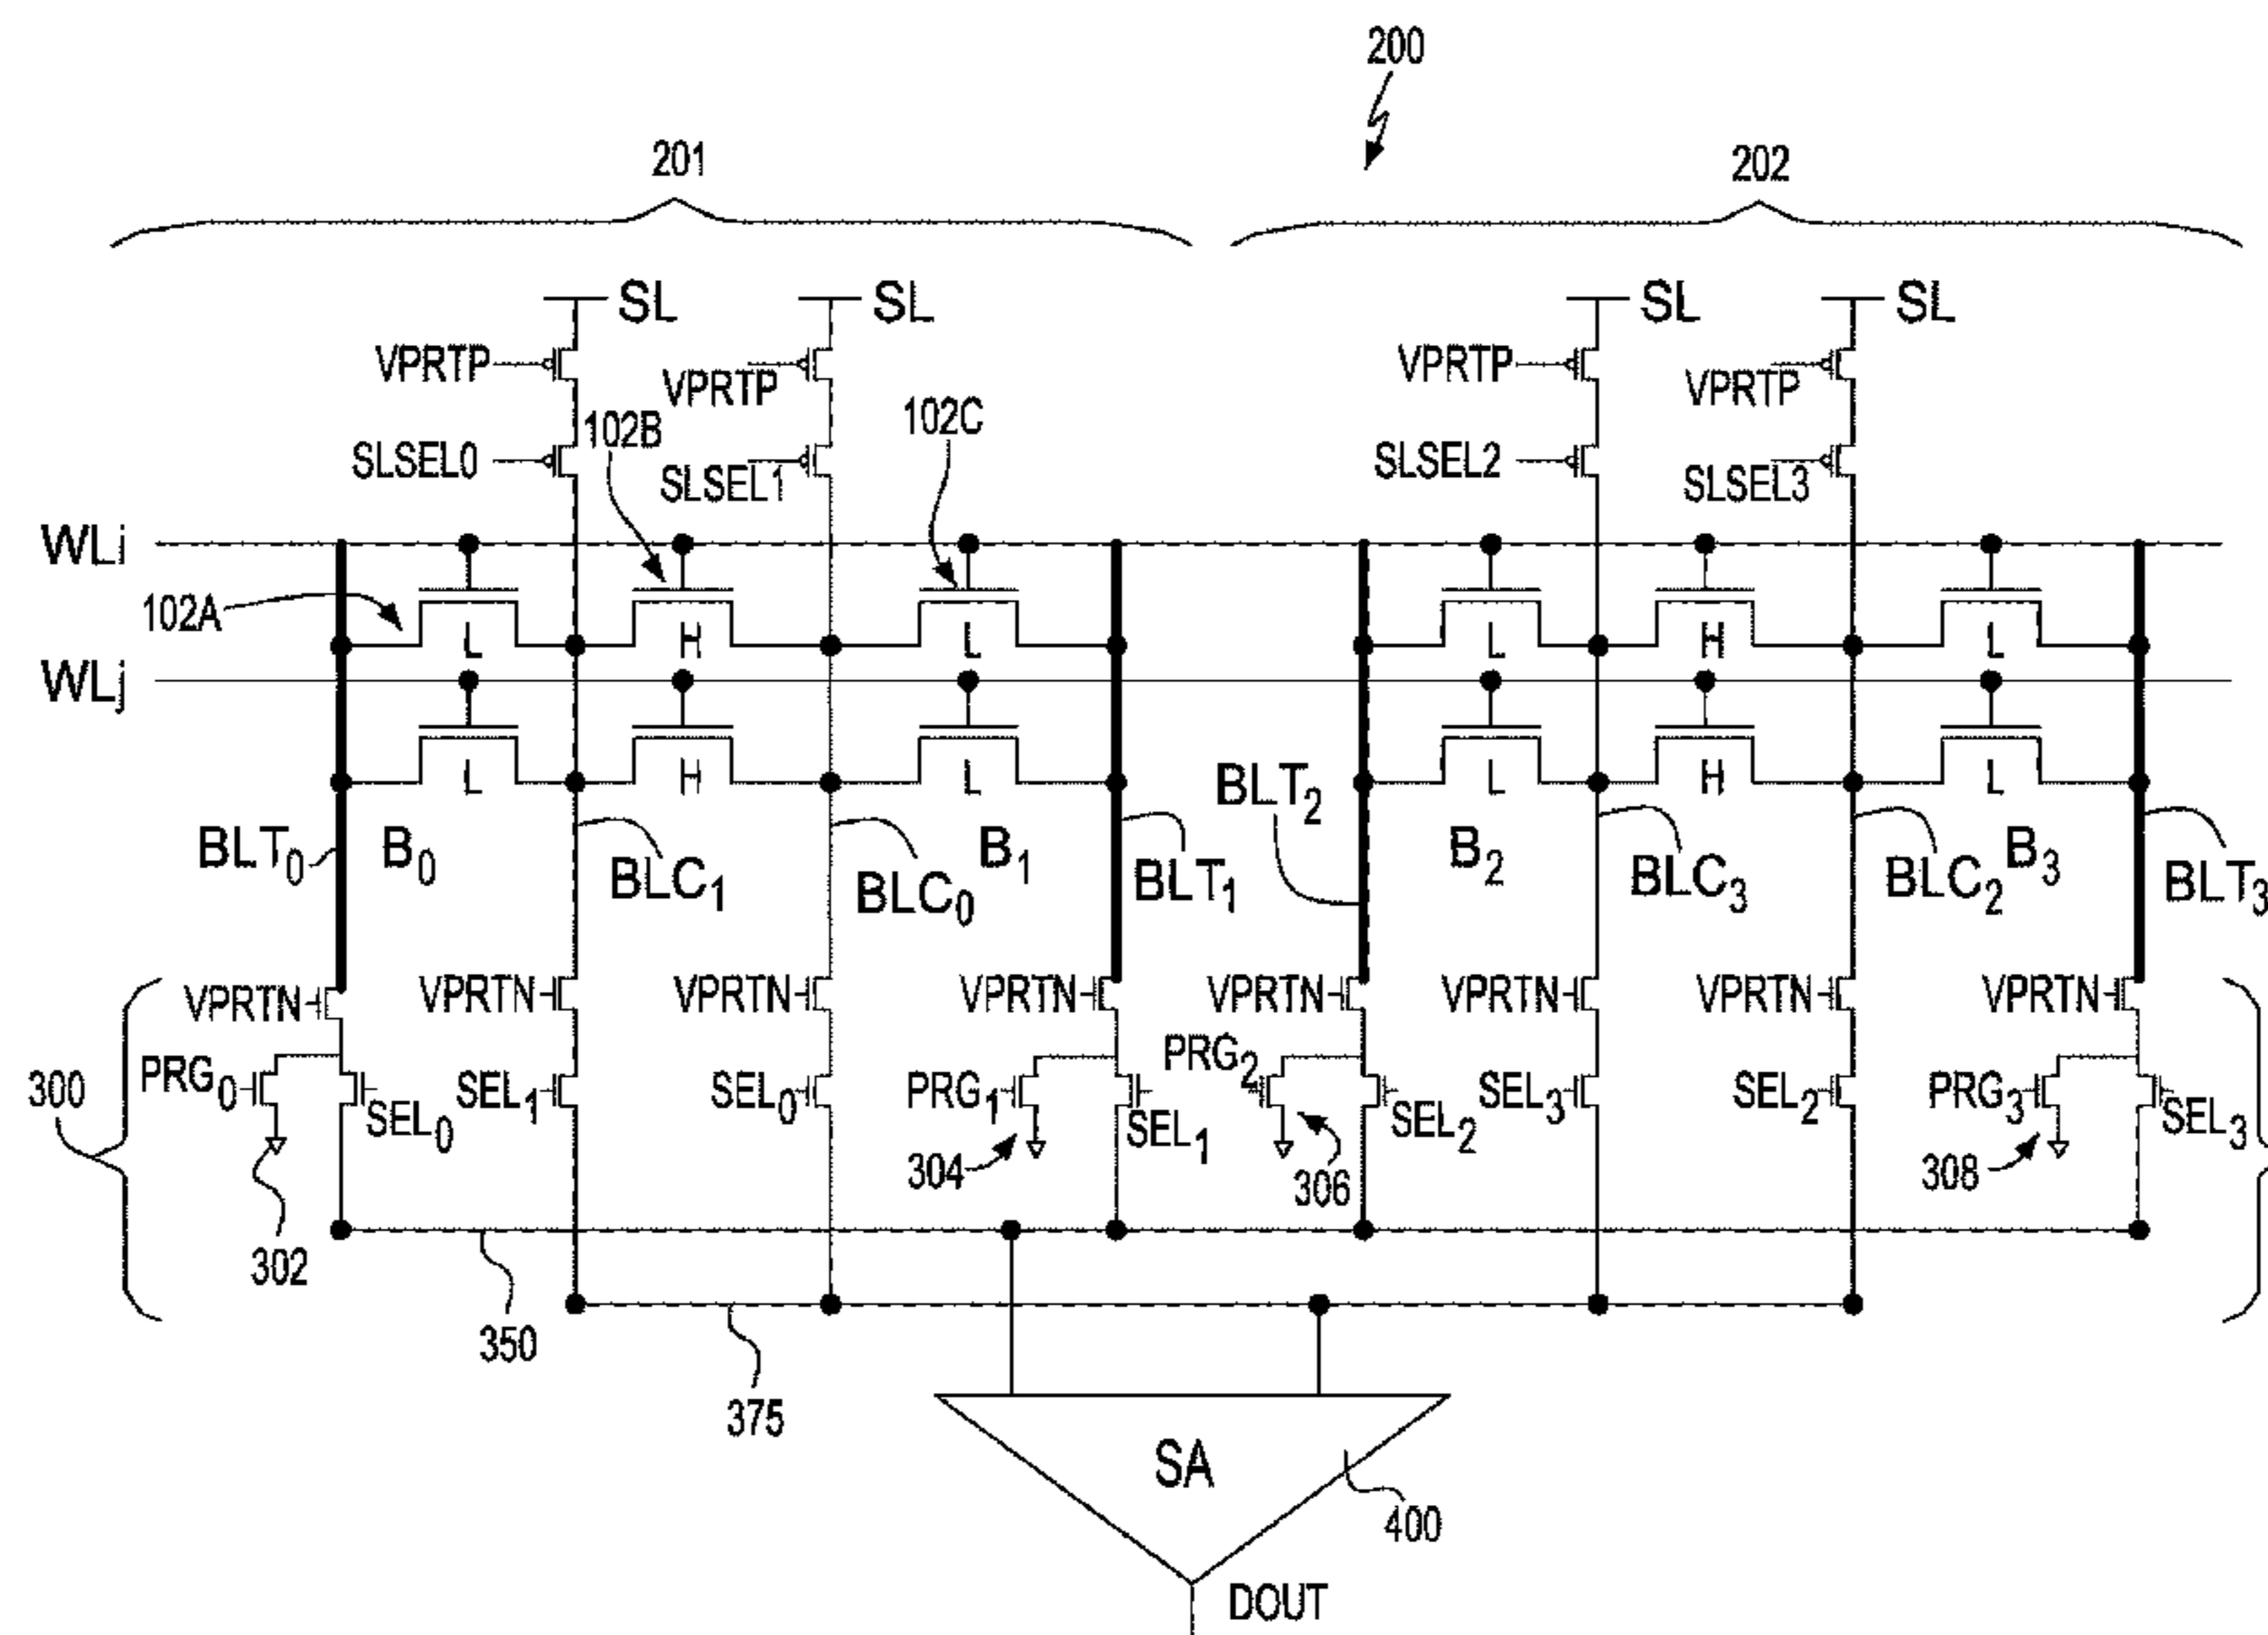 200
201
202
SL SL SL SL
VPRTP VPRTP VPRTP VPRTP
102B 102C
SLSEL0 SLSEL1 SLSEL2 SLSEL3
WLi
102A L H L L H L
WLj
L H L L H L
BLT0 B0 BLC1 BLC0 B1 BLT1 BLT2 B2 BLC3 BLC2 B3 BLT3
VPRTN VPRTN VPRTN VPRTN VPRTN VPRTN VPRTN VPRTN
300 PRG0 SEL0 SEL1 SEL0 PRG1 SEL1 PRG2 SEL2 SEL3 SEL2 PRG3 SEL3
302 304 306 308
350
375
SA
400
DOUT